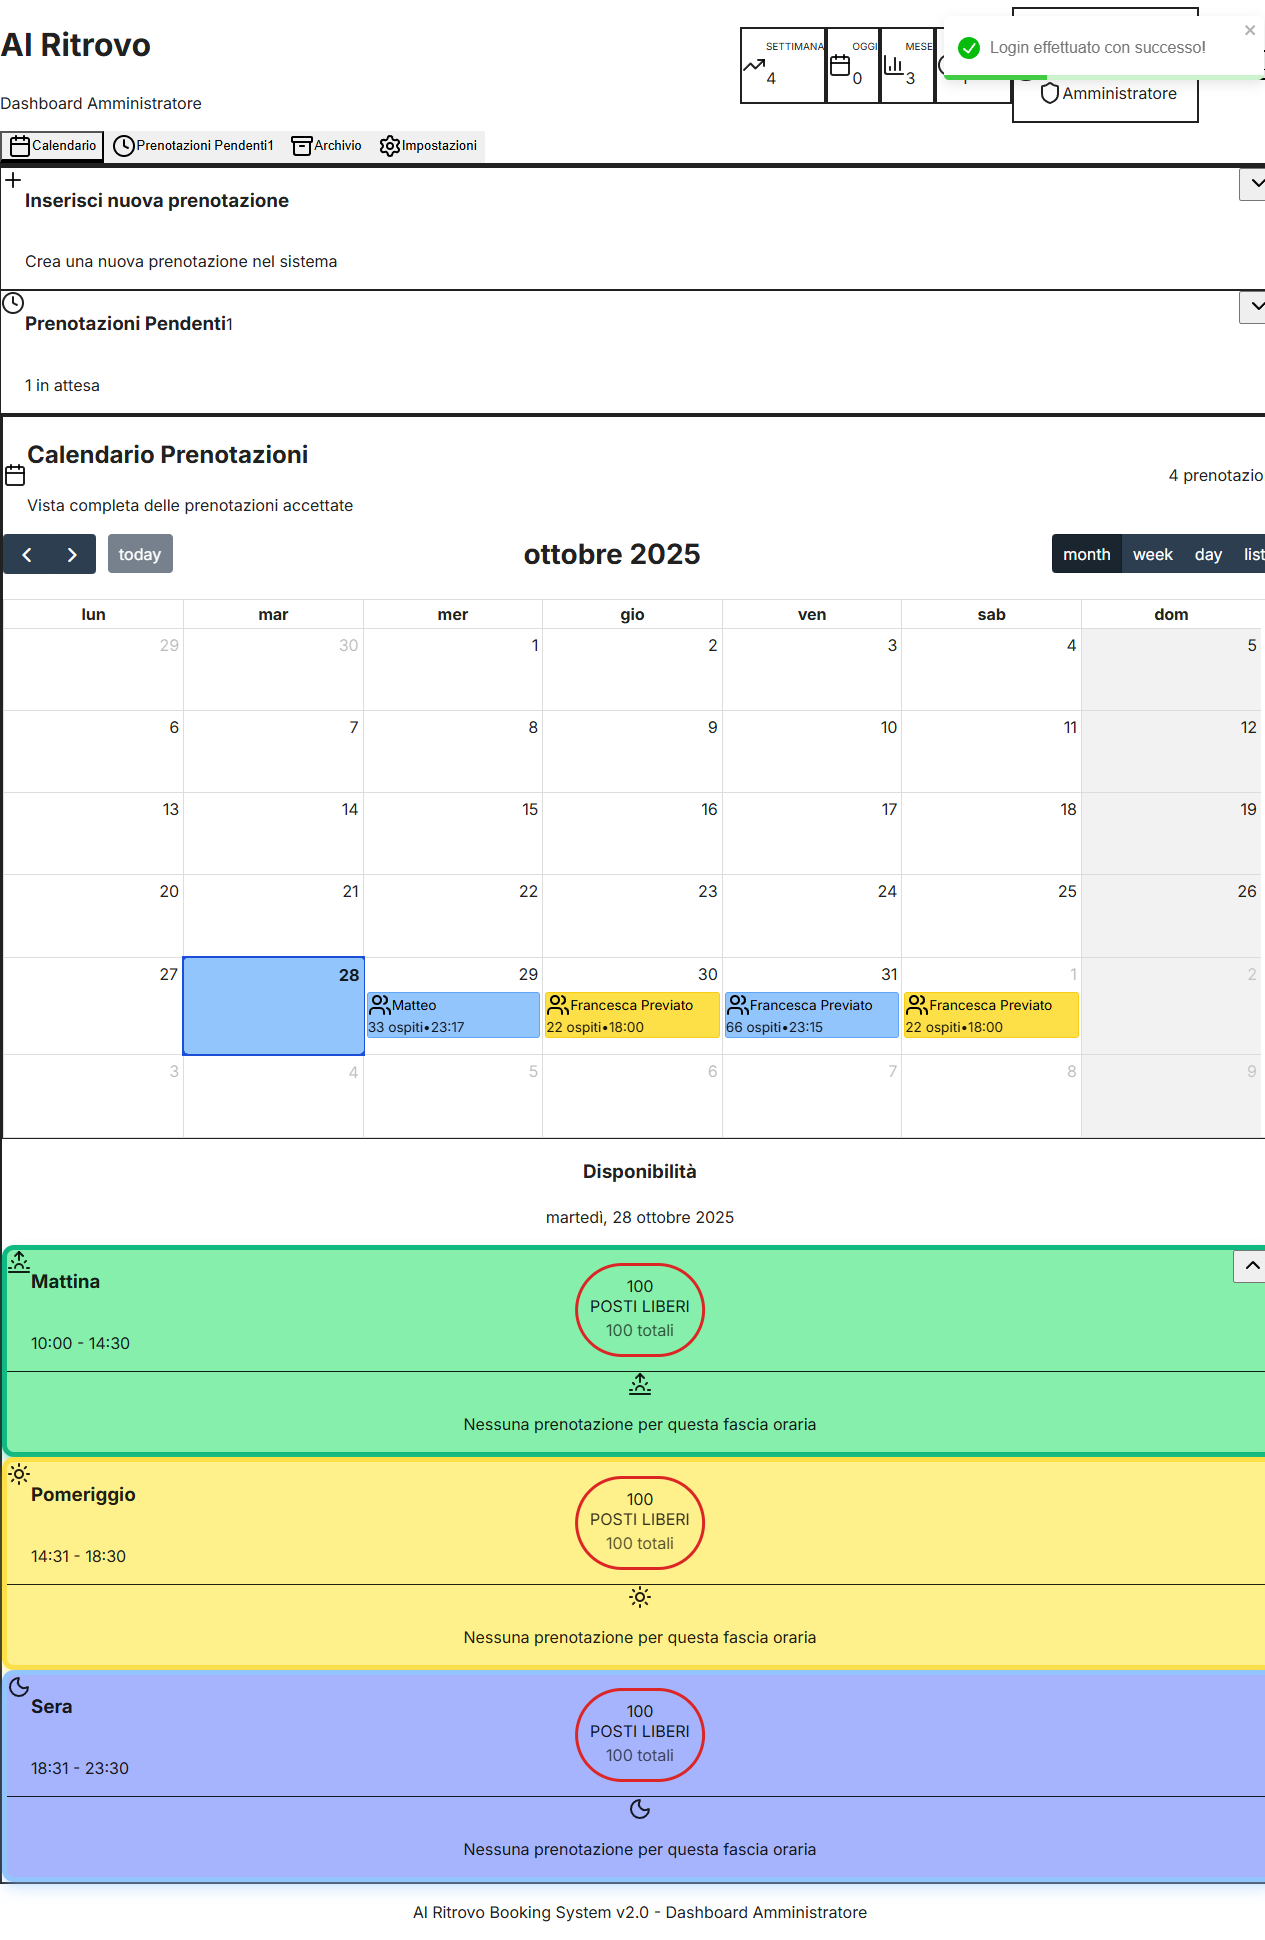 Al Ritrovo
Dashboard Amministratore
SETTIMANA
4
OGGI
0
MESE
3
Login effettuato con successo!
Amministratore
Calendario
Prenotazioni Pendenti1
Archivio
Impostazioni
Inserisci nuova prenotazione
Crea una nuova prenotazione nel sistema
Prenotazioni Pendenti1
1 in attesa
Calendario Prenotazioni
Vista completa delle prenotazioni accettate
4 prenotazio
today
ottobre 2025
month week day list
lun mar mer gio ven sab dom
29 30 1 2 3 4 5
6 7 8 9 10 11 12
13 14 15 16 17 18 19
20 21 22 23 24 25 26
27 28 29 30 31 1 2
Matteo
33 ospiti•23:17
Francesca Previato
22 ospiti•18:00
Francesca Previato
66 ospiti•23:15
Francesca Previato
22 ospiti•18:00
3 4 5 6 7 8 9
Disponibilità
martedì, 28 ottobre 2025
Mattina
10:00 - 14:30
100
POSTI LIBERI
100 totali
Nessuna prenotazione per questa fascia oraria
Pomeriggio
14:31 - 18:30
100
POSTI LIBERI
100 totali
Nessuna prenotazione per questa fascia oraria
Sera
18:31 - 23:30
100
POSTI LIBERI
100 totali
Nessuna prenotazione per questa fascia oraria
Al Ritrovo Booking System v2.0 - Dashboard Amministratore